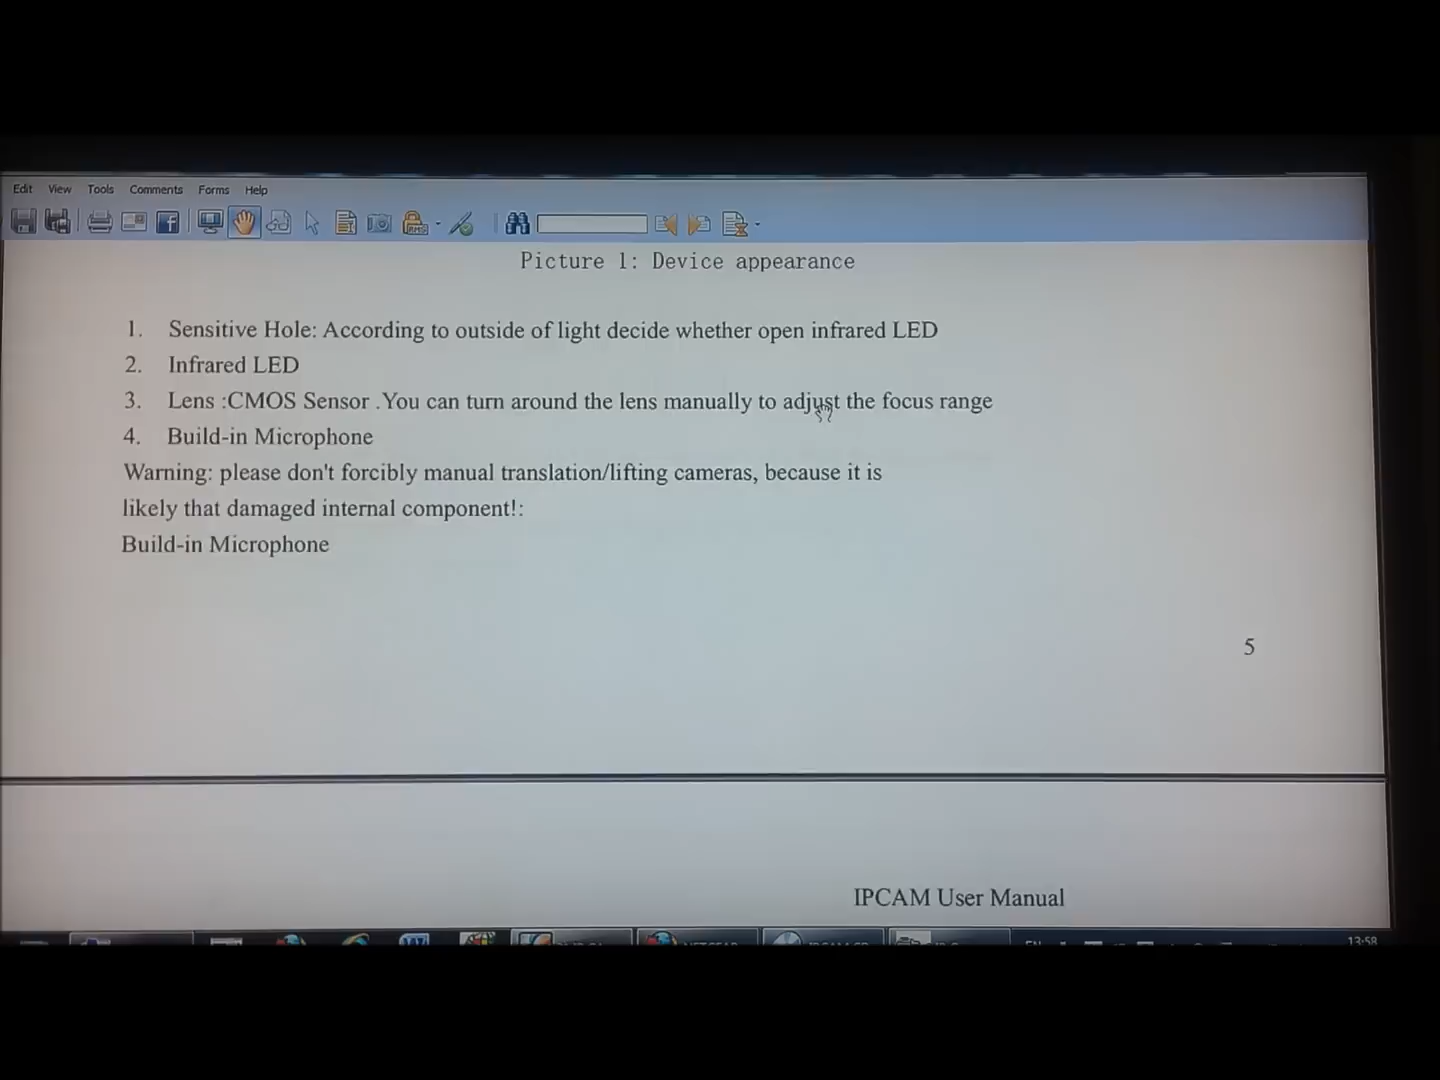 Edit View Tools Comments Forms Help
Picture 1: Device appearance
1. Sensitive Hole: According to outside of light decide whether open infrared LED
2. Infrared LED
3. Lens :CMOS Sensor .You can turn around the lens manually to adjust the focus range
4. Build-in Microphone
Warning: please don't forcibly manual translation/lifting cameras, because it is
likely that damaged internal component!:
Build-in Microphone
5
IPCAM User Manual
13:58